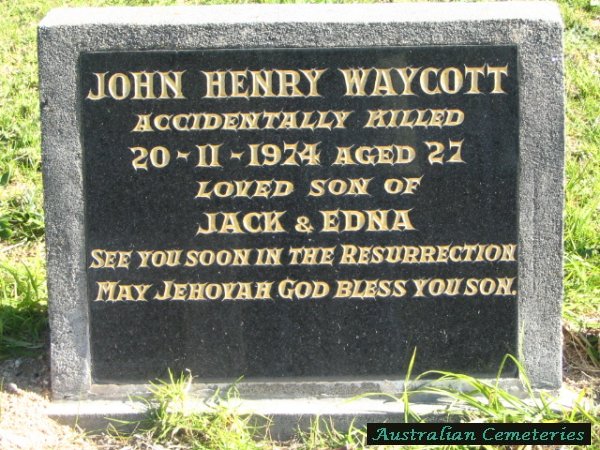 JOHN HENRY WAYCOTT
ACCIDENTALLY KILLED
20-11-1974 AGED 27
LOVED SON OF
JACK & EDNA
SEE YOU SOON IN THE RESURRECTION
MAY JEHOVAH GOD BLESS YOU SON.
Australian Cemeteries